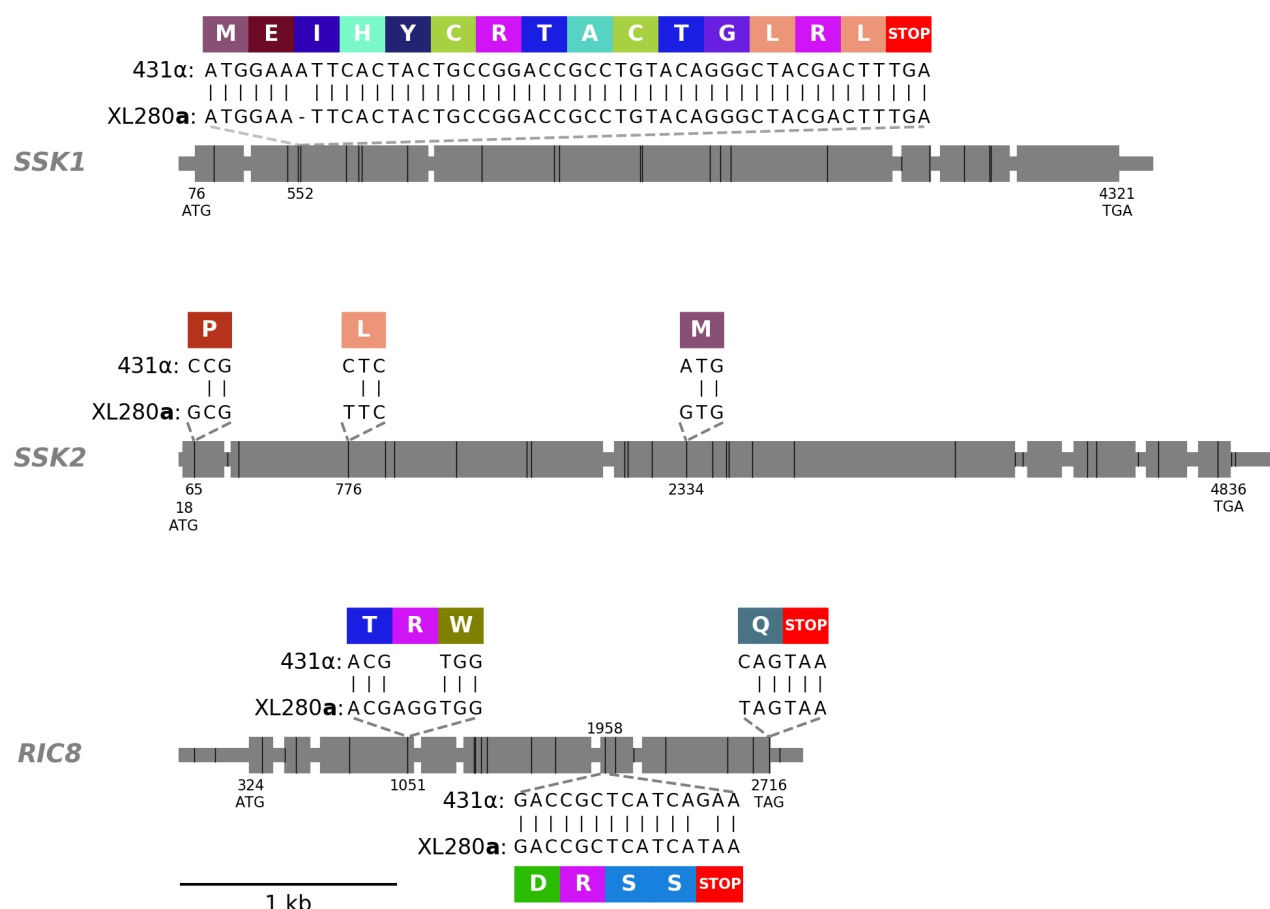 M E I H Y C R T A C T G L R L STOP
431α: ATGGAAATTCACTACTGCCGGACCGCCTGTACAGGGCTACGACTTTGA
XL280a: ATGGAA-TTCACTACTGCCGGACCGCCTGTACAGGGCTACGACTTTGA
SSK1
76 552 4321
ATG TGA
P L M
431α: CCG CTC ATG
XL280a: GCG TTC GTG
SSK2
65 776 2334 4836
18 TGA
ATG
T R W Q STOP
431α: ACG TGG CAGTAA
XL280a: ACGAGGTGG TAGTAA
1958
RIC8
324 1051 2716
ATG TAG
431α: GACCGCTCATCAGAA
XL280a: GACCGCTCATCATAA
D R S S STOP
1 kb